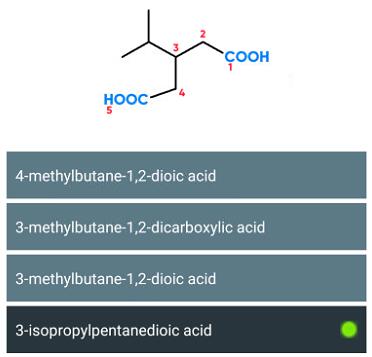 2
3
COOH
1
HOOC
4
5
4-methylbutane-1,2-dioic acid
3-methylbutane-1,2-dicarboxylic acid
3-methylbutane-1,2-dioic acid
3-isopropylpentanedioic acid